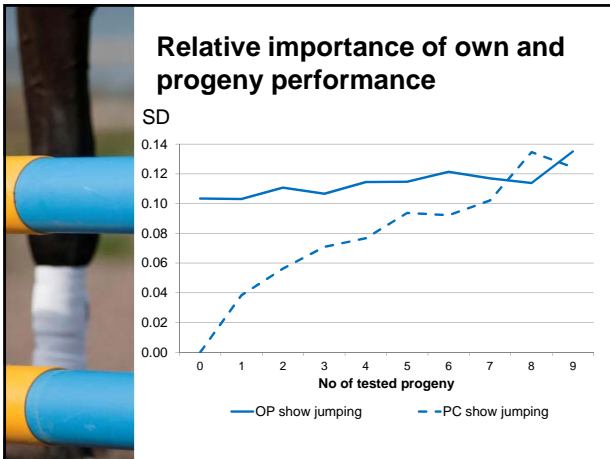 Relative importance of own and
progeny performance
SD
0.14
0.12
0.10
0.08
0.06
0.04
0.02
0.00
0 1 2 3 4 5 6 7 8 9
No of tested progeny
OP show jumping PC show jumping